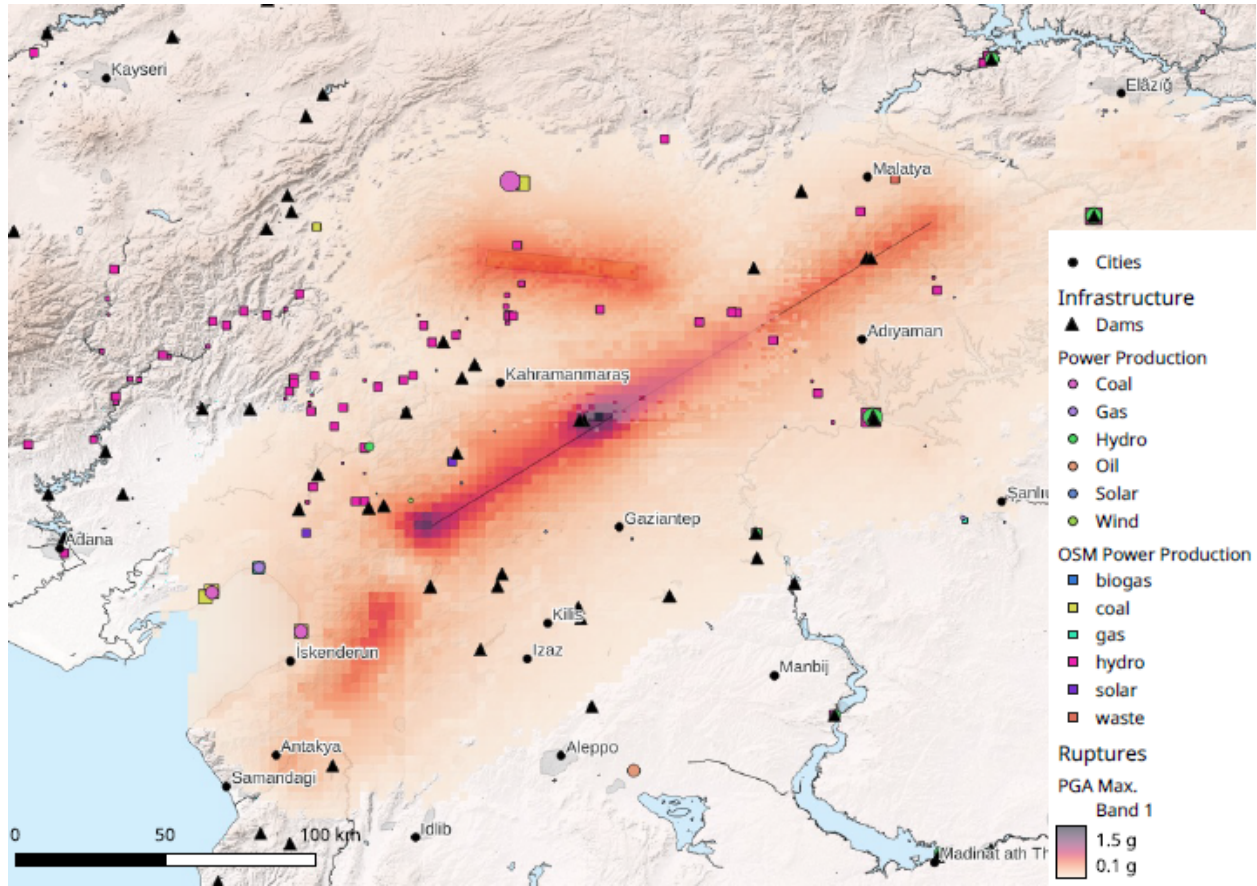 Kayseri
Elâzığ
Malatya
Adıyaman
Kahramanmaraş
Gaziantep
Şanlıu
Adana
Kilis
Izaz
İskenderun
Manbij
Antakya
Aleppo
Samandagi
Idlib
Madinat ath Th
0 50 100 km
Cities
Infrastructure
Dams
Power Production
Coal
Gas
Hydro
Oil
Solar
Wind
OSM Power Production
biogas
coal
gas
hydro
solar
waste
Ruptures
PGA Max.
Band 1
1.5 g
0.1 g